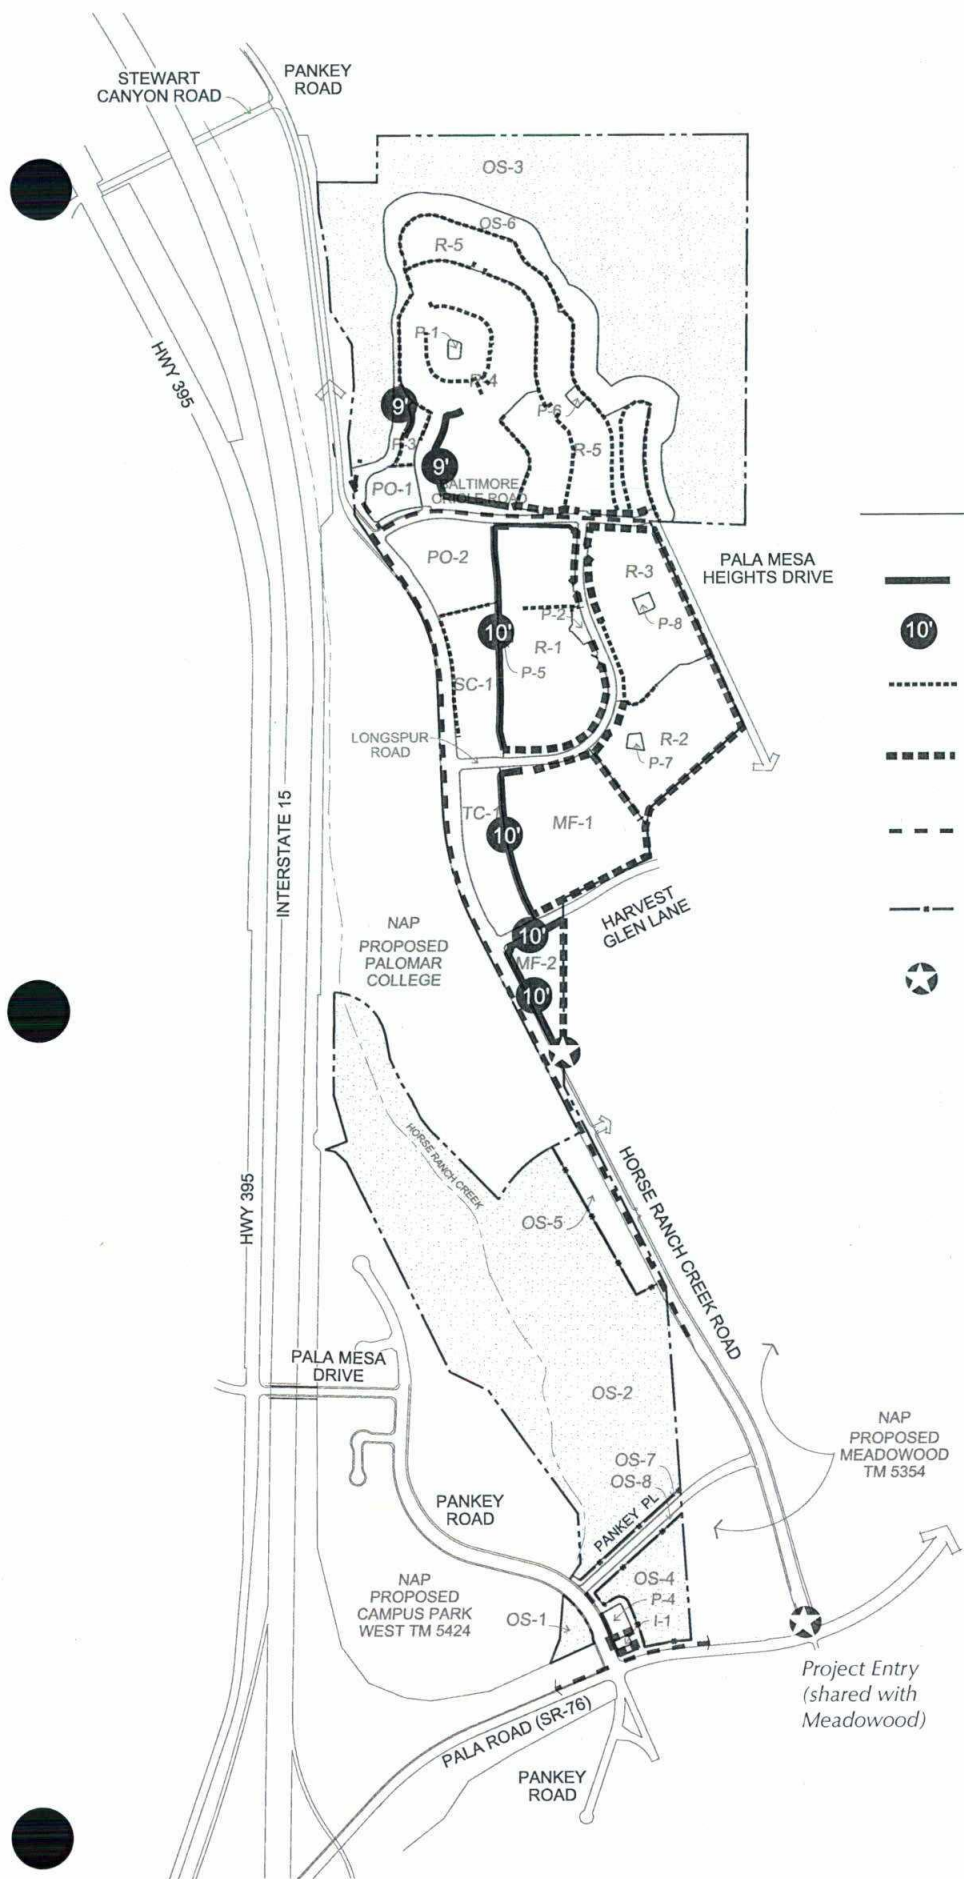 STEWART
CANYON ROAD
PANKEY
ROAD
OS-3
OS-6
R-5
HWY 395
P-1
R-4
9'
P-6
P-3
R-5
9'
PO-1
BALTIMORE
ORIOLE ROAD
PO-2
PALA MESA
HEIGHTS DRIVE
R-3
P-2
P-8
10'
10'
R-1
P-5
SC-1
LONGSPUR
ROAD
R-2
P-7
TC-1
MF-1
10'
INTERSTATE 15
HARVEST
GLEN LANE
NAP
PROPOSED
PALOMAR
COLLEGE
10'
MF-2
10'
HORSE RANCH CREEK
HORSE RANCH CREEK ROAD
OS-5
HWY 395
PALA MESA
DRIVE
OS-2
NAP
PROPOSED
MEADOWOOD
TM 5354
OS-7
OS-8
PANKEY PL
PANKEY
ROAD
OS-4
NAP
PROPOSED
CAMPUS PARK
WEST TM 5424
OS-1
P-4
I-1
Project Entry
(shared with
Meadowood)
PALA ROAD (SR-76)
PANKEY
ROAD